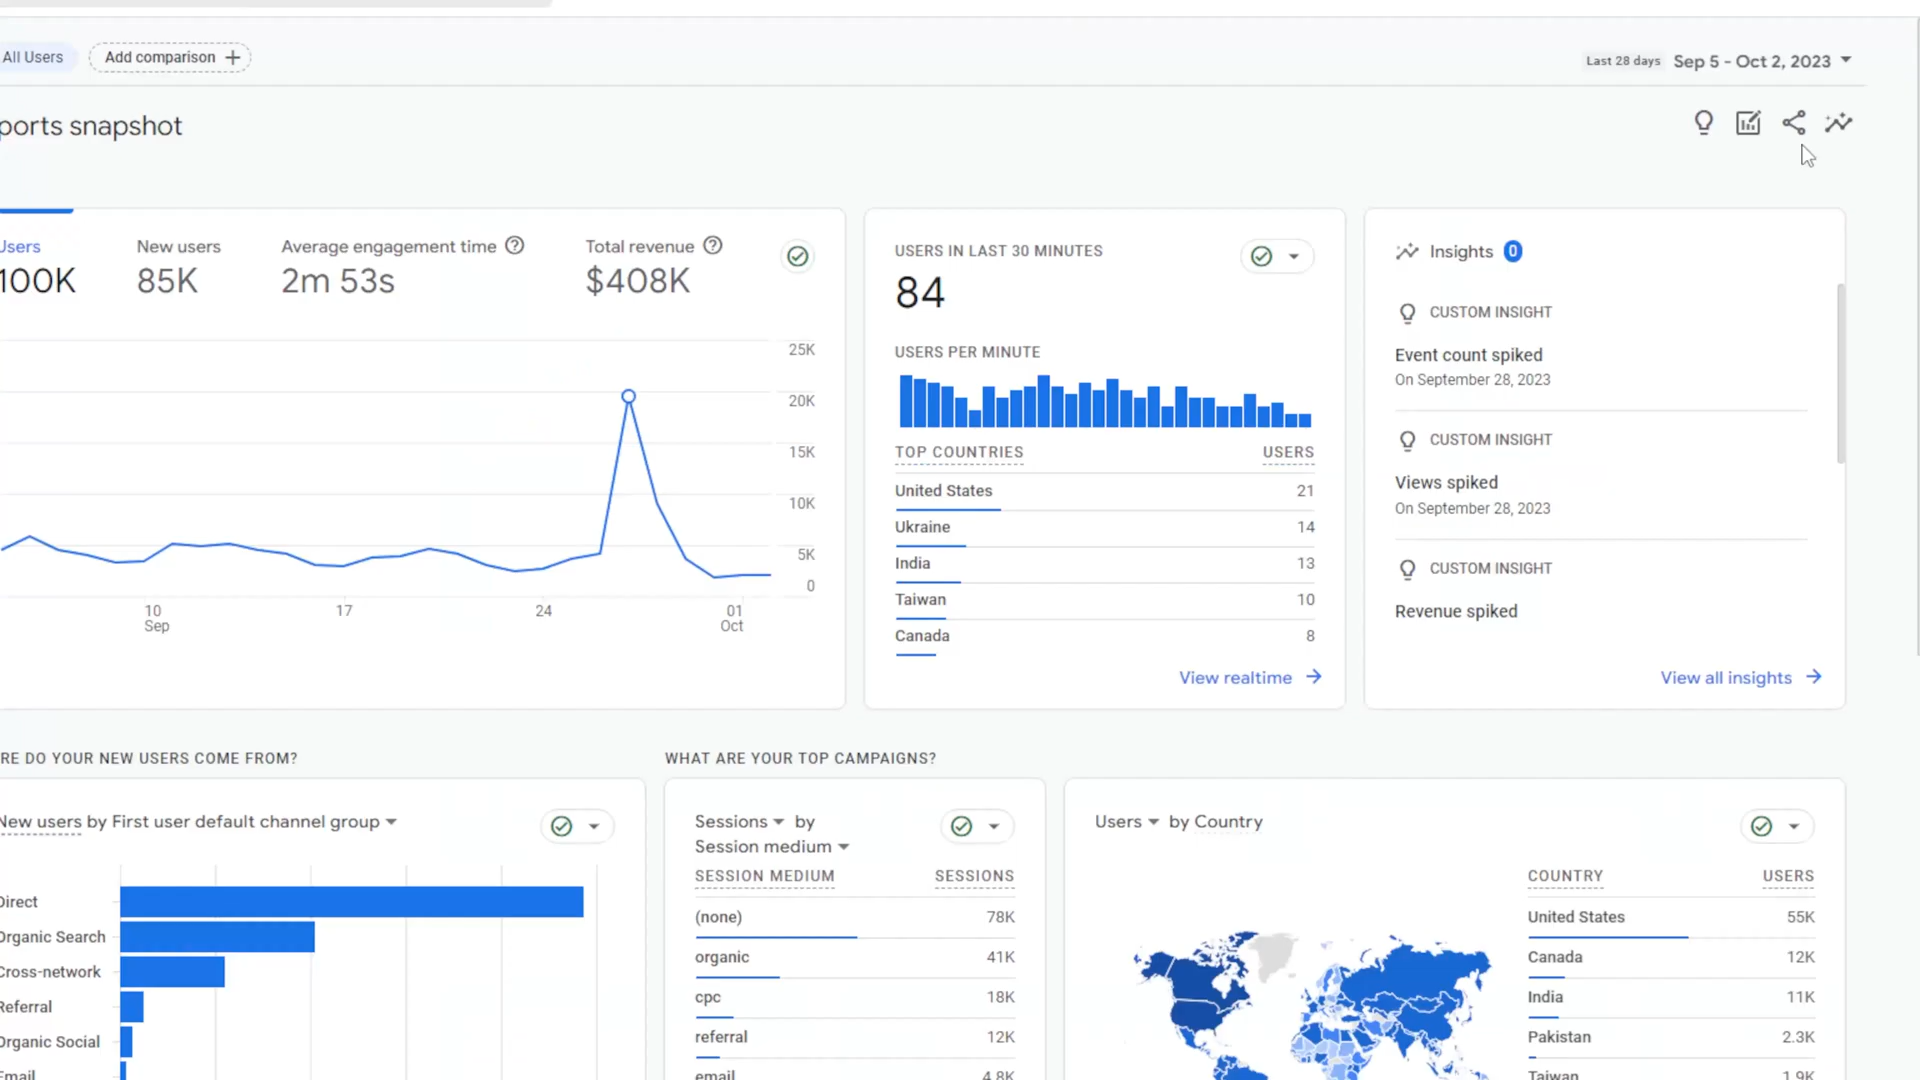 All Users
Add comparison
Last 28 days Sep 5 - Oct 2, 2023
ports snapshot
Users
100K
New users
85K
Average engagement time
2m 53s
Total revenue
$408K
25K
20K
15K
10K
5K
0
10
Sep
17
24
01
Oct
USERS IN LAST 30 MINUTES
84
USERS PER MINUTE
TOP COUNTRIES USERS
United States 21
Ukraine 14
India 13
Taiwan 10
Canada 8
View realtime
Insights 0
CUSTOM INSIGHT
Event count spiked
On September 28, 2023
CUSTOM INSIGHT
Views spiked
On September 28, 2023
CUSTOM INSIGHT
Revenue spiked
View all insights
RE DO YOUR NEW USERS COME FROM?
New users by First user default channel group
Direct
Organic Search
Cross-network
Referral
Organic Social
Email
WHAT ARE YOUR TOP CAMPAIGNS?
Sessions by
Session medium
SESSION MEDIUM SESSIONS
(none) 78K
organic 41K
cpc 18K
referral 12K
email 4.8K
Users by Country
COUNTRY USERS
United States 55K
Canada 12K
India 11K
Pakistan 2.3K
Taiwan 1.9K